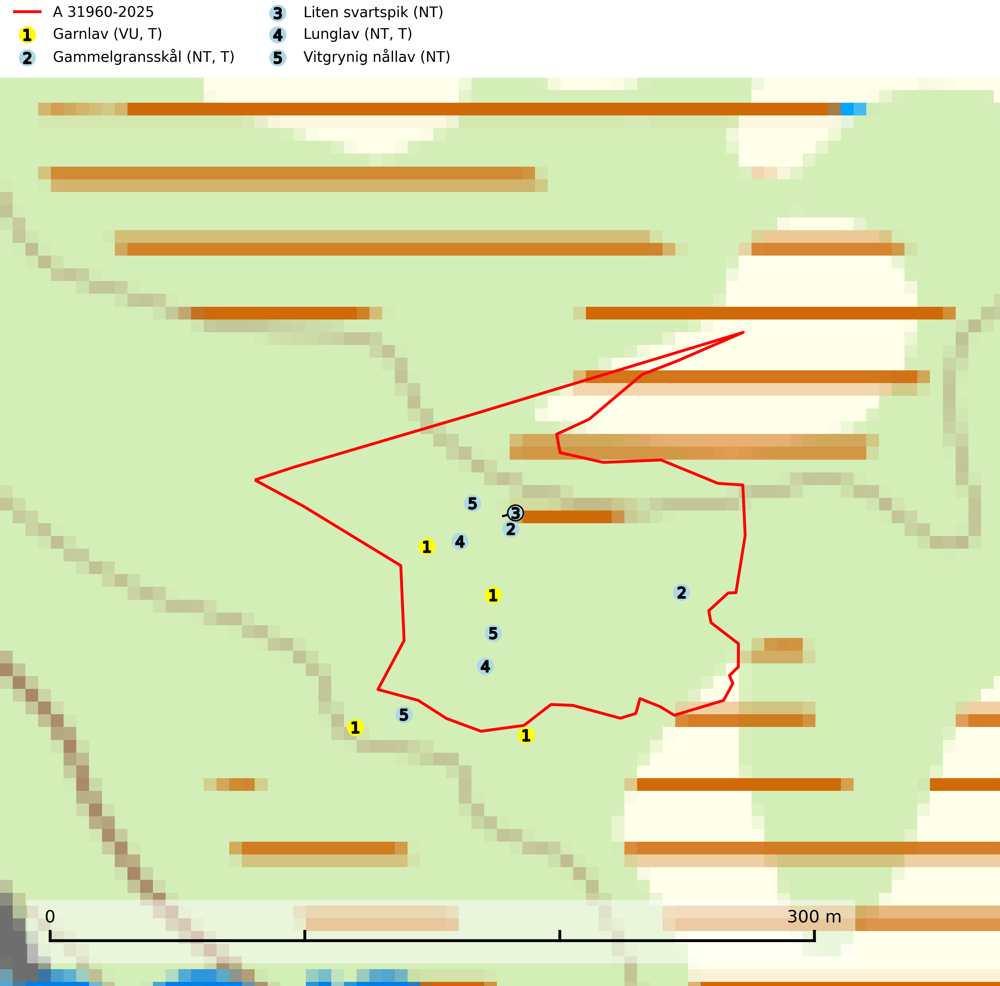 A 31960-2025
1 Garnlav (VU, T)
2 Gammelgransskål (NT, T)
3 Liten svartspik (NT)
4 Lunglav (NT, T)
5 Vitgrynig nållav (NT)
5
3
2
4
1
1
2
5
4
5
1
1
0 300 m